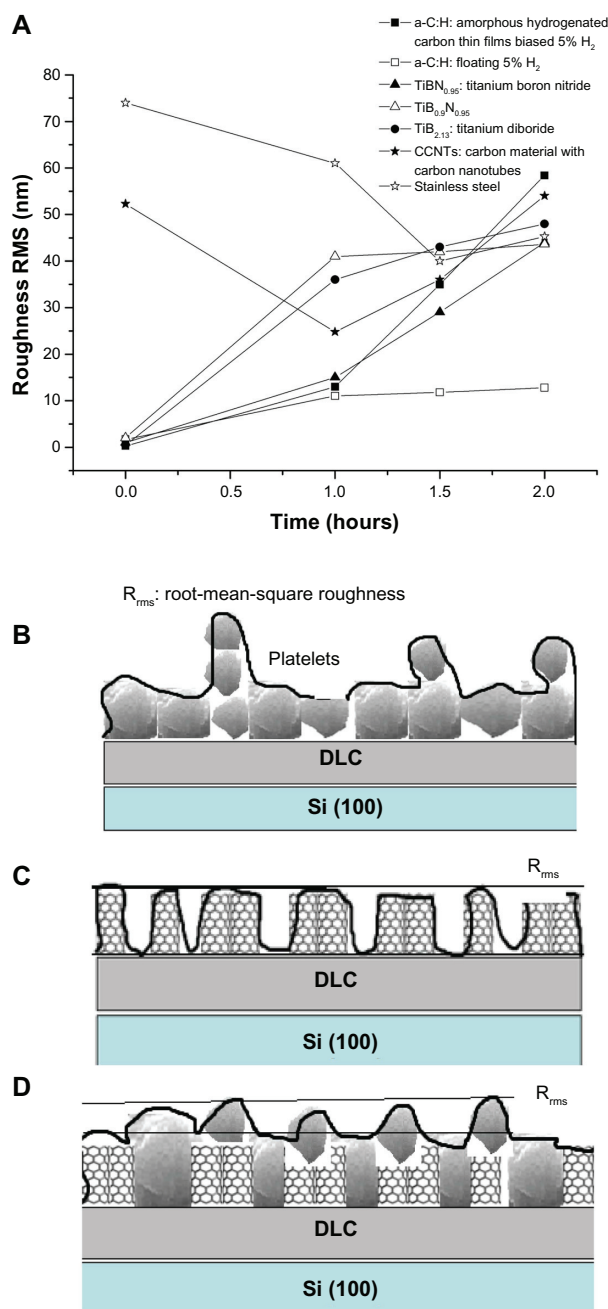 A
a-C:H: amorphous hydrogenated
carbon thin films biased 5% H₂
a-C:H: floating 5% H₂
TiBN₀.₉₅: titanium boron nitride
TiB₀.₉N₀.₉₅
TiB₂.₁₃: titanium diboride
CCNTs: carbon material with
carbon nanotubes
Stainless steel
80
70
60
50
40
30
20
10
0
Roughness RMS (nm)
0.0 0.5 1.0 1.5 2.0
Time (hours)
Rrms: root-mean-square roughness
B
Platelets
DLC
Si (100)
C
Rrms
DLC
Si (100)
D
Rrms
DLC
Si (100)